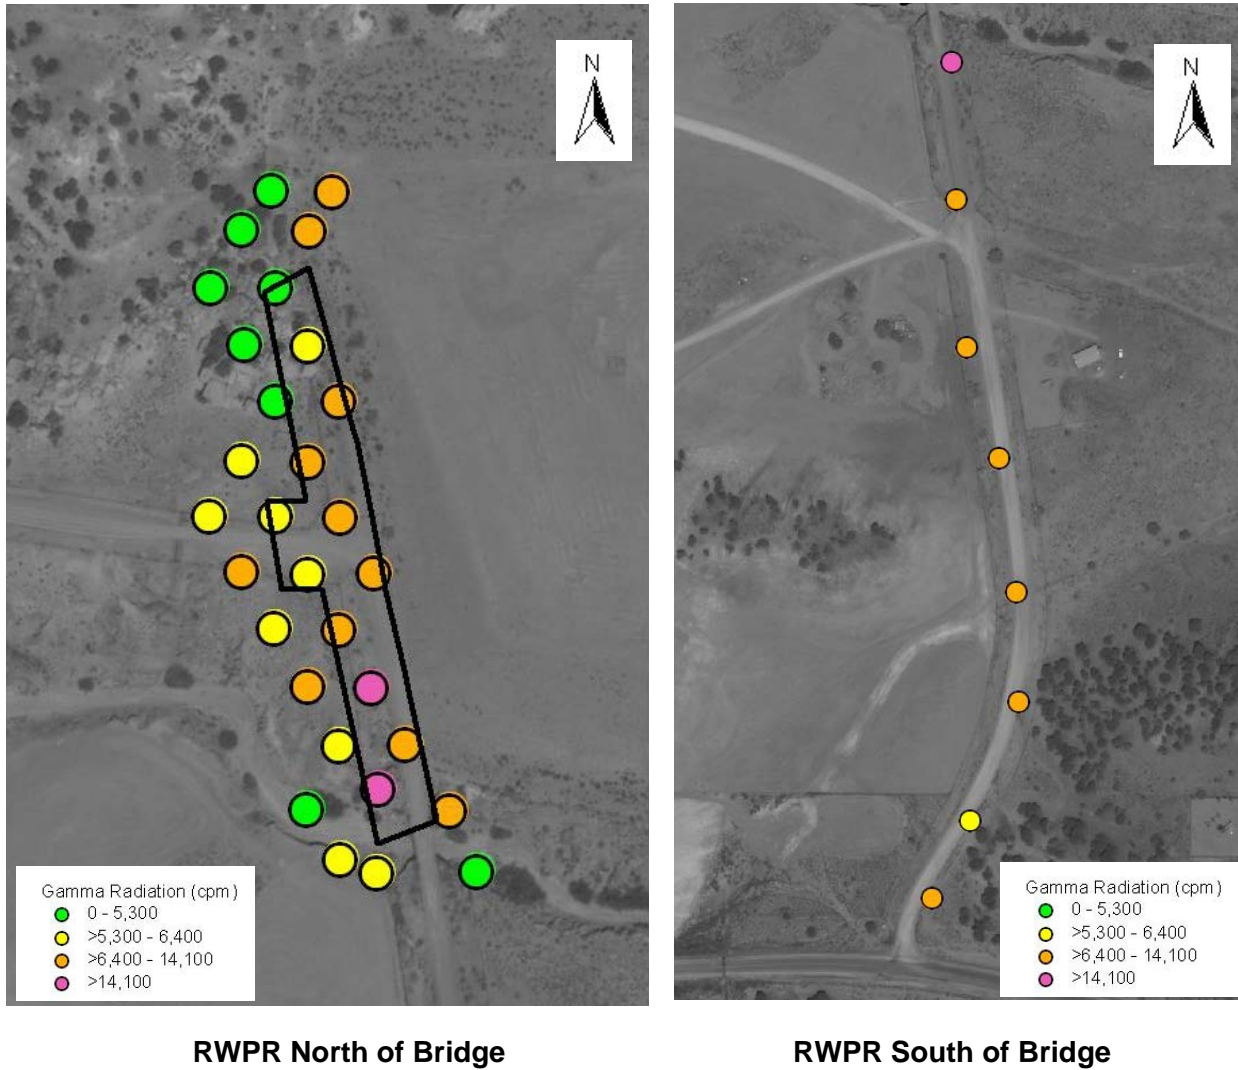 N
Gamma Radiation (cpm)
0 - 5,300
>5,300 - 6,400
>6,400 - 14,100
>14,100
RWPR North of Bridge
N
Gamma Radiation (cpm)
0 - 5,300
>5,300 - 6,400
>6,400 - 14,100
>14,100
RWPR South of Bridge